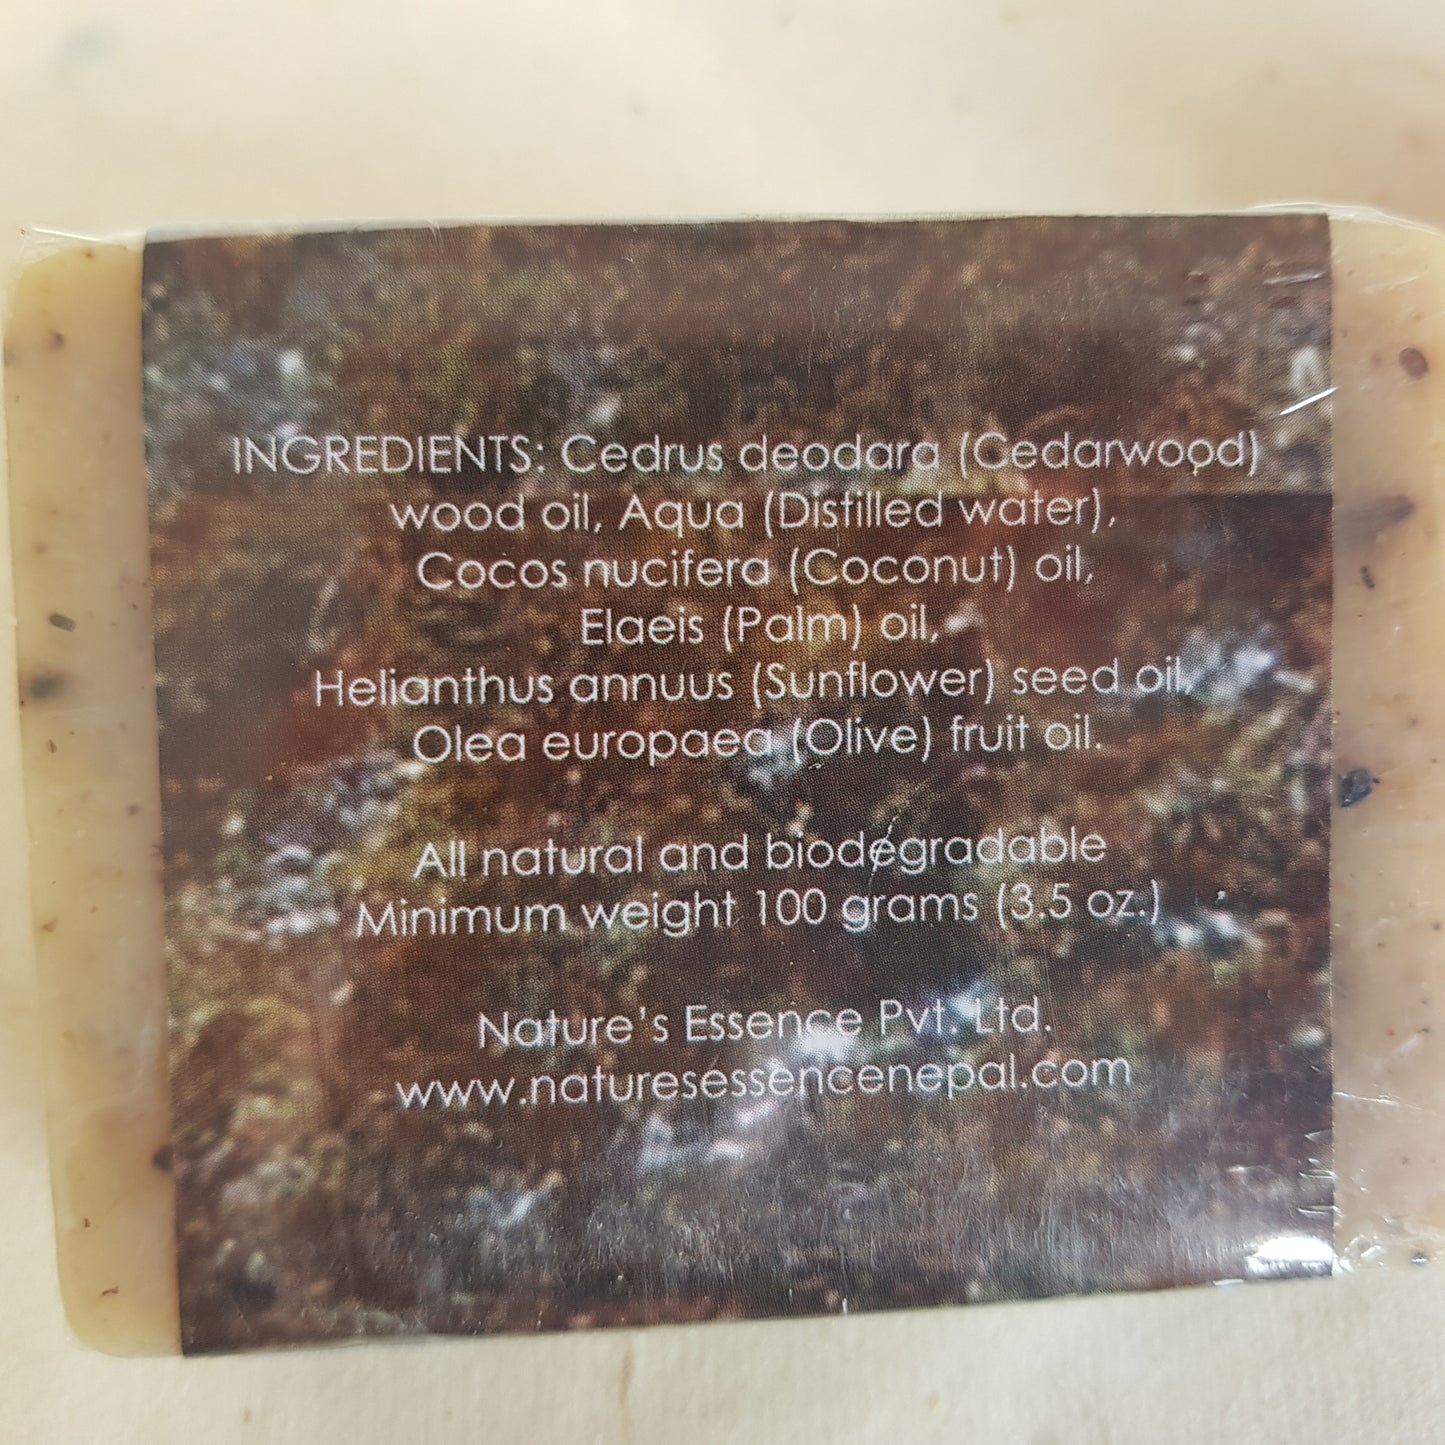 INGREDIENTS: Cedrus deodara (Cedarwood)
wood oil, Aqua (Distilled water),
Cocos nucifera (Coconut) oil,
Elaeis (Palm) oil,
Helianthus annuus (Sunflower) seed oil,
Olea europaea (Olive) fruit oil.
All natural and biodegradable
Minimum weight 100 grams (3.5 oz.)
Nature's Essence Pvt. Ltd.
www.naturesessencenepal.com